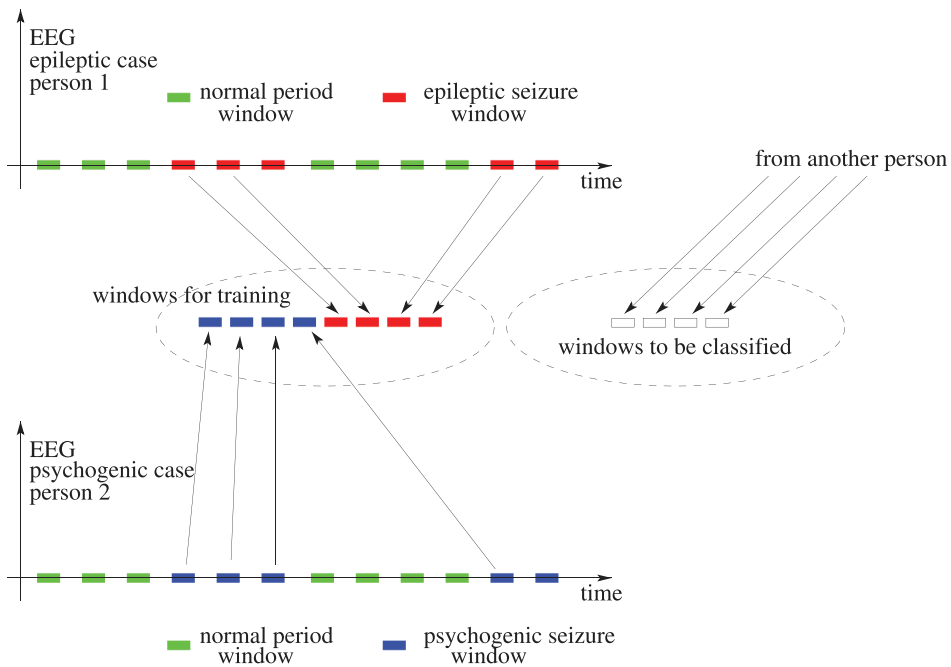 EEG
epileptic case
person 1
normal period
window
epileptic seizure
window
time
from another person
windows for training
windows to be classified
EEG
psychogenic case
person 2
time
normal period
window
psychogenic seizure
window